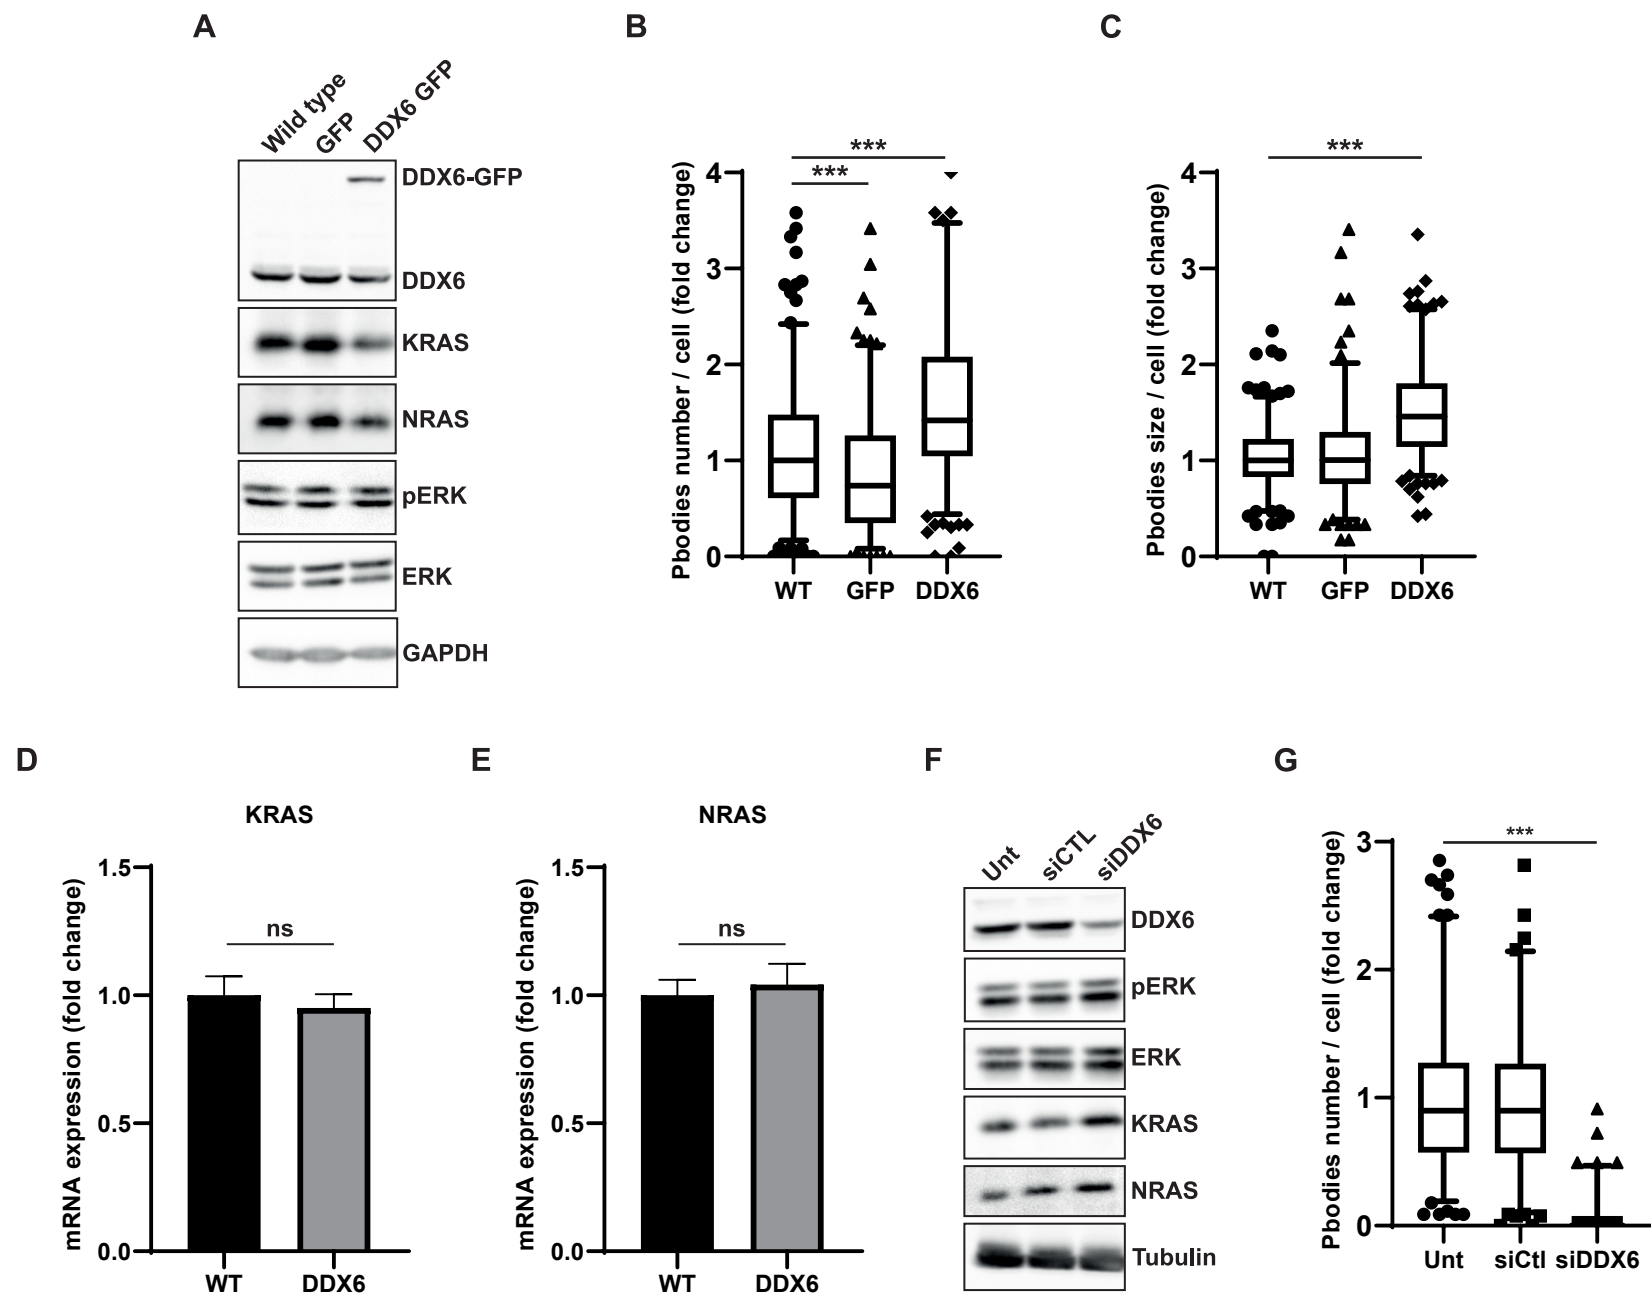 A
Wild type
GFP
DDX6 GFP
DDX6-GFP
DDX6
KRAS
NRAS
pERK
ERK
GAPDH
B
Pbodies number / cell (fold change)
4
3
2
1
0
***
***
WT
GFP
DDX6
C
Pbodies size / cell (fold change)
4
3
2
1
0
***
WT
GFP
DDX6
D
KRAS
mRNA expression (fold change)
1.5
1.0
0.5
0.0
ns
WT
DDX6
E
NRAS
mRNA expression (fold change)
1.5
1.0
0.5
0.0
ns
WT
DDX6
F
Unt
siCTL
siDDX6
DDX6
pERK
ERK
KRAS
NRAS
Tubulin
G
Pbodies number / cell (fold change)
3
2
1
0
***
Unt
siCtl
siDDX6